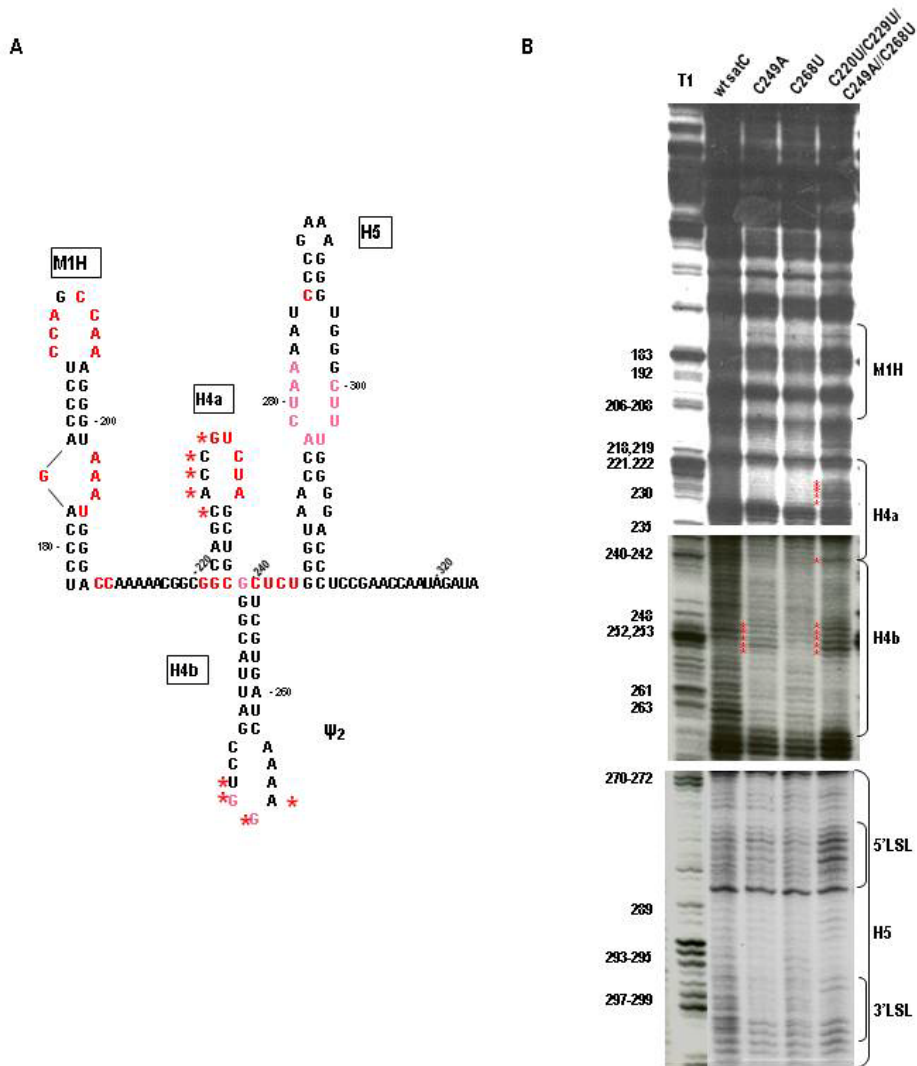 A
B
T1
wt satC
C249A
C268U
C220U/C229U/
C249A//C268U
M1H
H4a
H5
H4b
Ψ2
180 -
- 200
- 220
- 240
- 260
280 -
- 300
- 320
CCAAAAACGGCGGCGCUCUGCUCCGAACCAAUAGAUA
183
192
206-208
218,219
221,222
230
235
240-242
248
252,253
261
263
270-272
289
293-295
297-299
M1H
H4a
H4b
5'LSL
H5
3'LSL